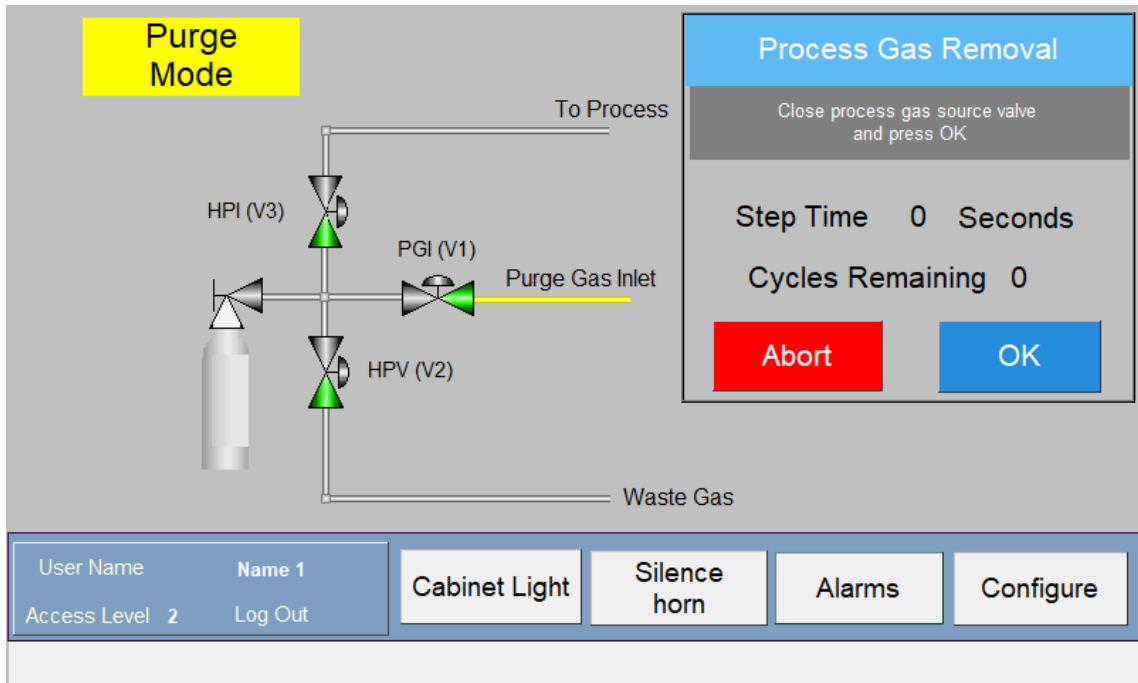 Purge
Mode
Process Gas Removal
Close process gas source valve
and press OK
To Process
HPI (V3)
Step Time 0 Seconds
PGI (V1)
Purge Gas Inlet
Cycles Remaining 0
Abort
OK
HPV (V2)
Waste Gas
User Name Name 1
Access Level 2 Log Out
Cabinet Light
Silence
horn
Alarms
Configure